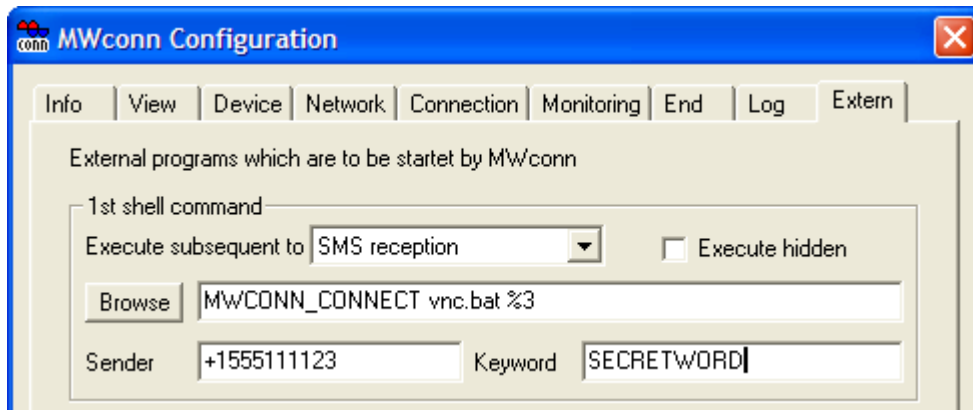 conn MWconn Configuration
Info View Device Network Connection Monitoring End Log Extern
External programs which are to be startet by MWconn
1st shell command
Execute subsequent to SMS reception Execute hidden
Browse MWCONN_CONNECT vnc.bat %3
Sender +1555111123 Keyword SECRETWORD